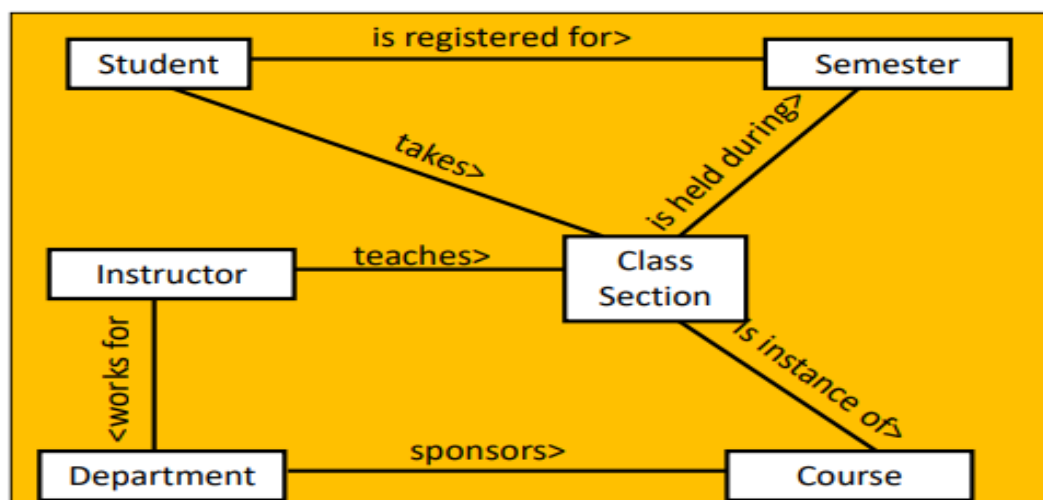 is registered for>
Student
Semester
takes>
is held during>
teaches>
Instructor
Class
Section
<works for
Is instance of>
sponsors>
Department
Course